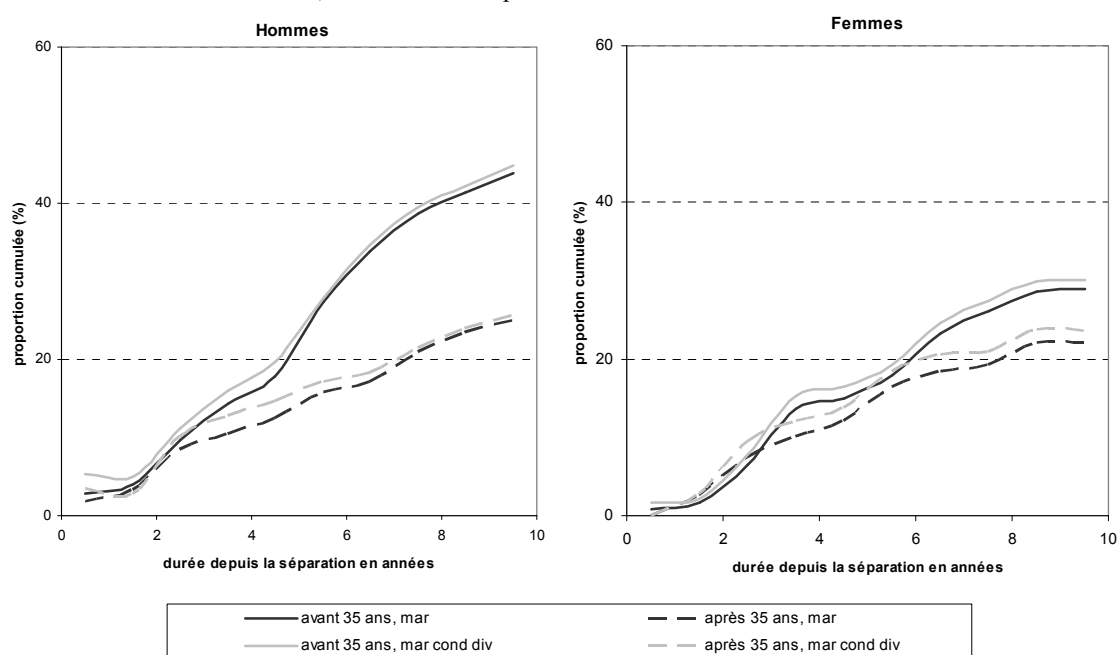 Hommes
60
40
20
0
0 2 4 6 8 10
proportion cumulée (%)
durée depuis la séparation en années
Femmes
60
40
20
0
0 2 4 6 8 10
proportion cumulée (%)
durée depuis la séparation en années
avant 35 ans, mar
après 35 ans, mar
avant 35 ans, mar cond div
après 35 ans, mar cond div